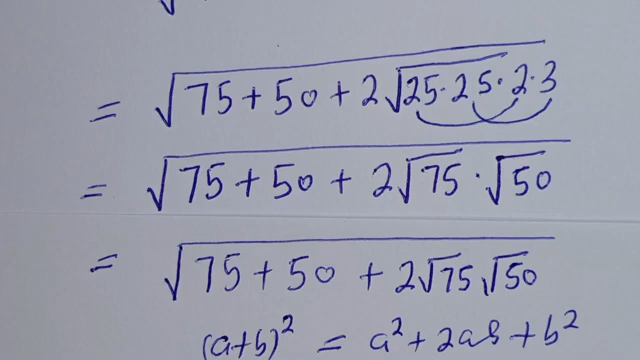 = √75+50+2√25·25·2·3
= √75+50+2√75·√50
= √75+50+2√75√50
(a+b)² = a²+2ab+b²